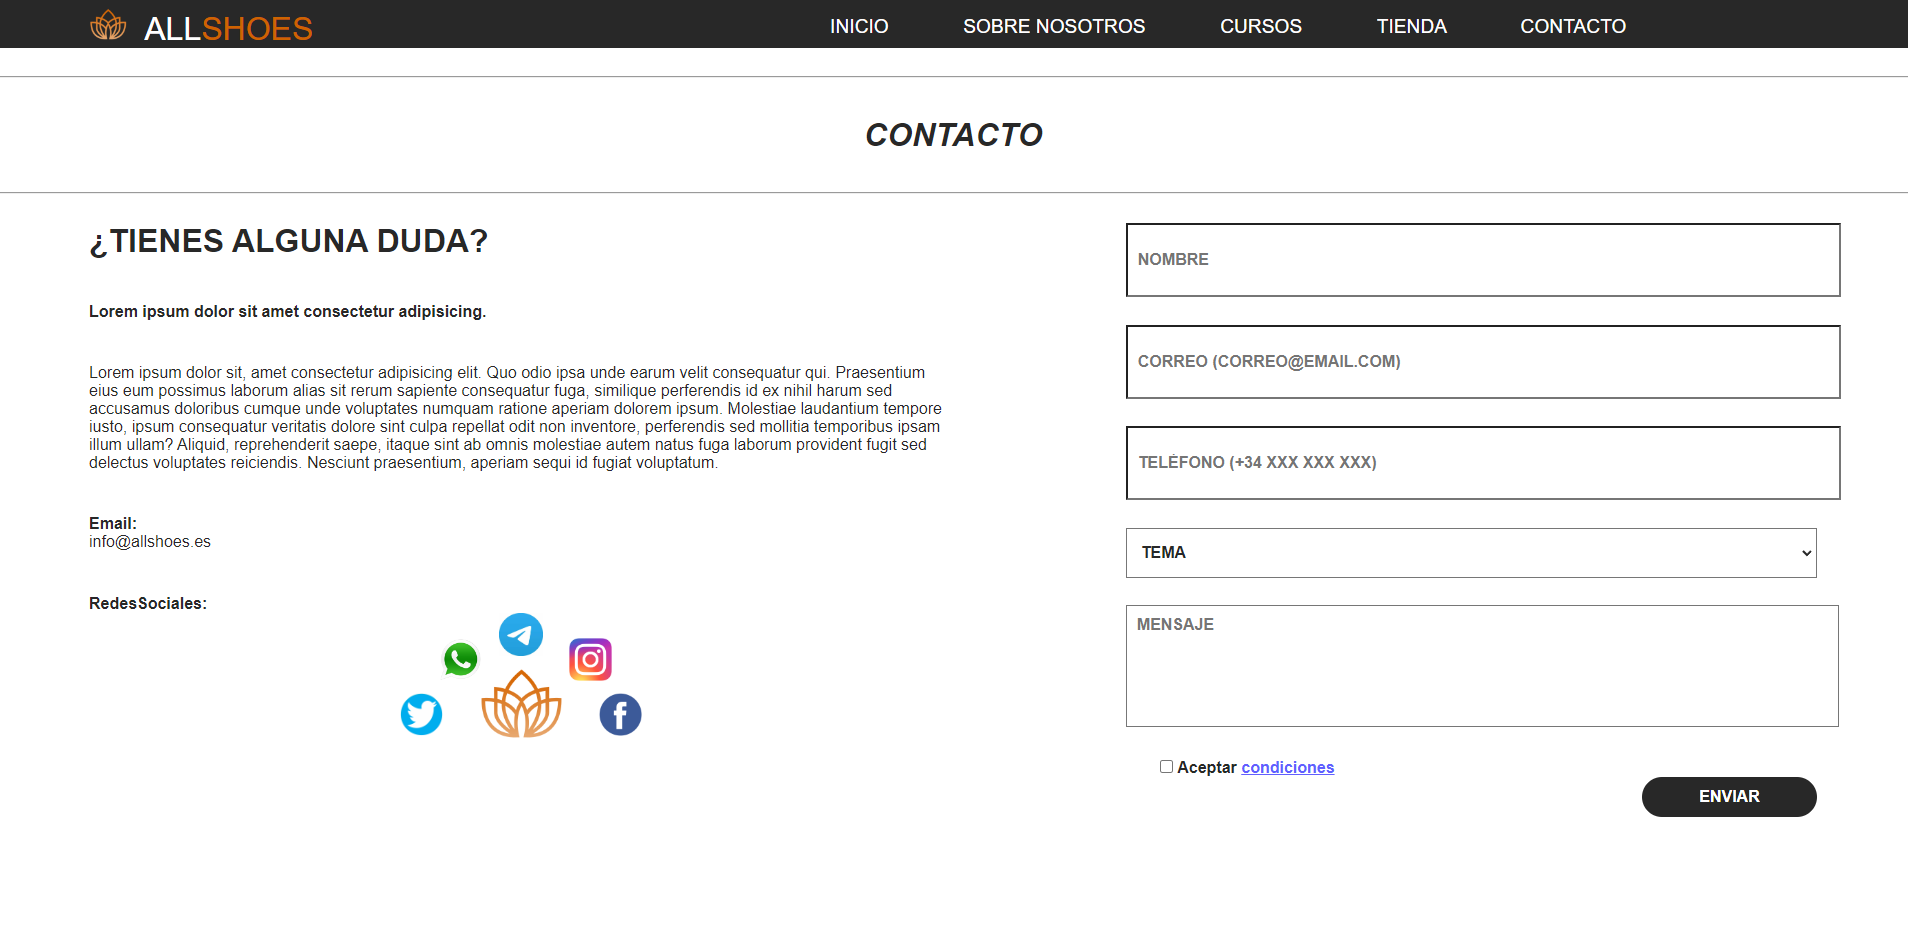 ALLSHOES
INICIO
SOBRE NOSOTROS
CURSOS
TIENDA
CONTACTO
CONTACTO
¿TIENES ALGUNA DUDA?
Lorem ipsum dolor sit amet consectetur adipisicing.
Lorem ipsum dolor sit, amet consectetur adipisicing elit. Quo odio ipsa unde earum velit consequatur qui. Praesentium
eius eum possimus laborum alias sit rerum sapiente consequatur fuga, similique perferendis id ex nihil harum sed
accusamus doloribus cumque unde voluptates numquam ratione aperiam dolorem ipsum. Molestiae laudantium tempore
iusto, ipsum consequatur veritatis dolore sint culpa repellat odit non inventore, perferendis sed mollitia temporibus ipsam
illum ullam? Aliquid, reprehenderit saepe, itaque sint ab omnis molestiae autem natus fuga laborum provident fugit sed
delectus voluptates reiciendis. Nesciunt praesentium, aperiam sequi id fugiat voluptatum.
Email:
info@allshoes.es
RedesSociales:
NOMBRE
CORREO (CORREO@EMAIL.COM)
TELÉFONO (+34 XXX XXX XXX)
TEMA
MENSAJE
Aceptar condiciones
ENVIAR